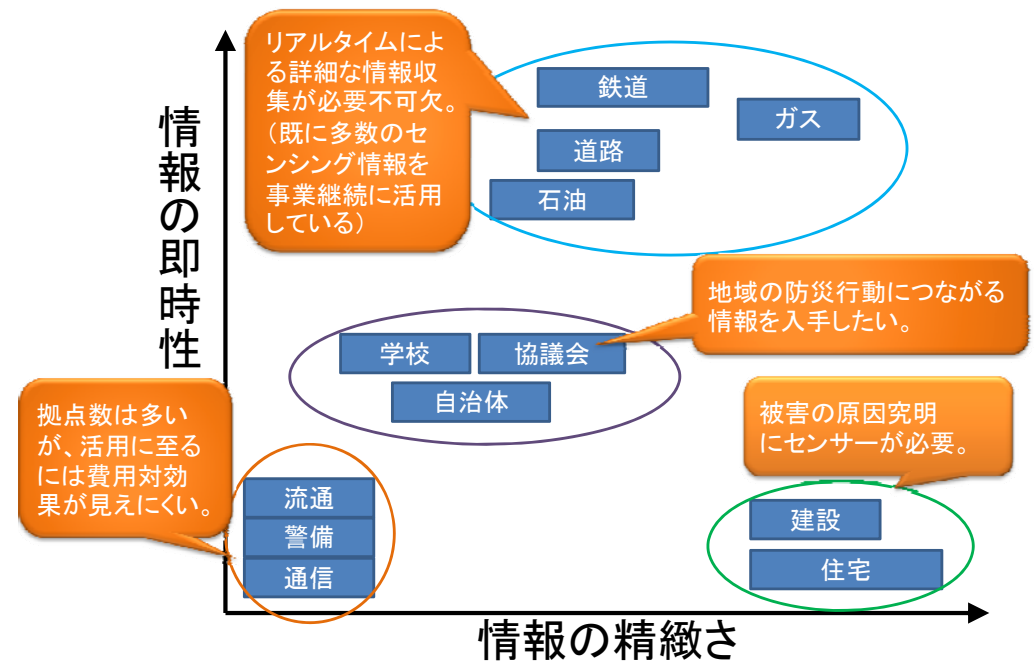 リアルタイムによ
る詳細な情報収
集が必要不可欠。
(既に多数のセ
ンシング情報を
事業継続に活用
している)
鉄道
ガス
道路
石油
情報の即時性
地域の防災行動につながる
情報を入手したい。
学校
協議会
自治体
拠点数は多い
が、活用に至る
には費用対効
果が見えにくい。
被害の原因究明
にセンサーが必要。
流通
警備
通信
建設
住宅
情報の精緻さ